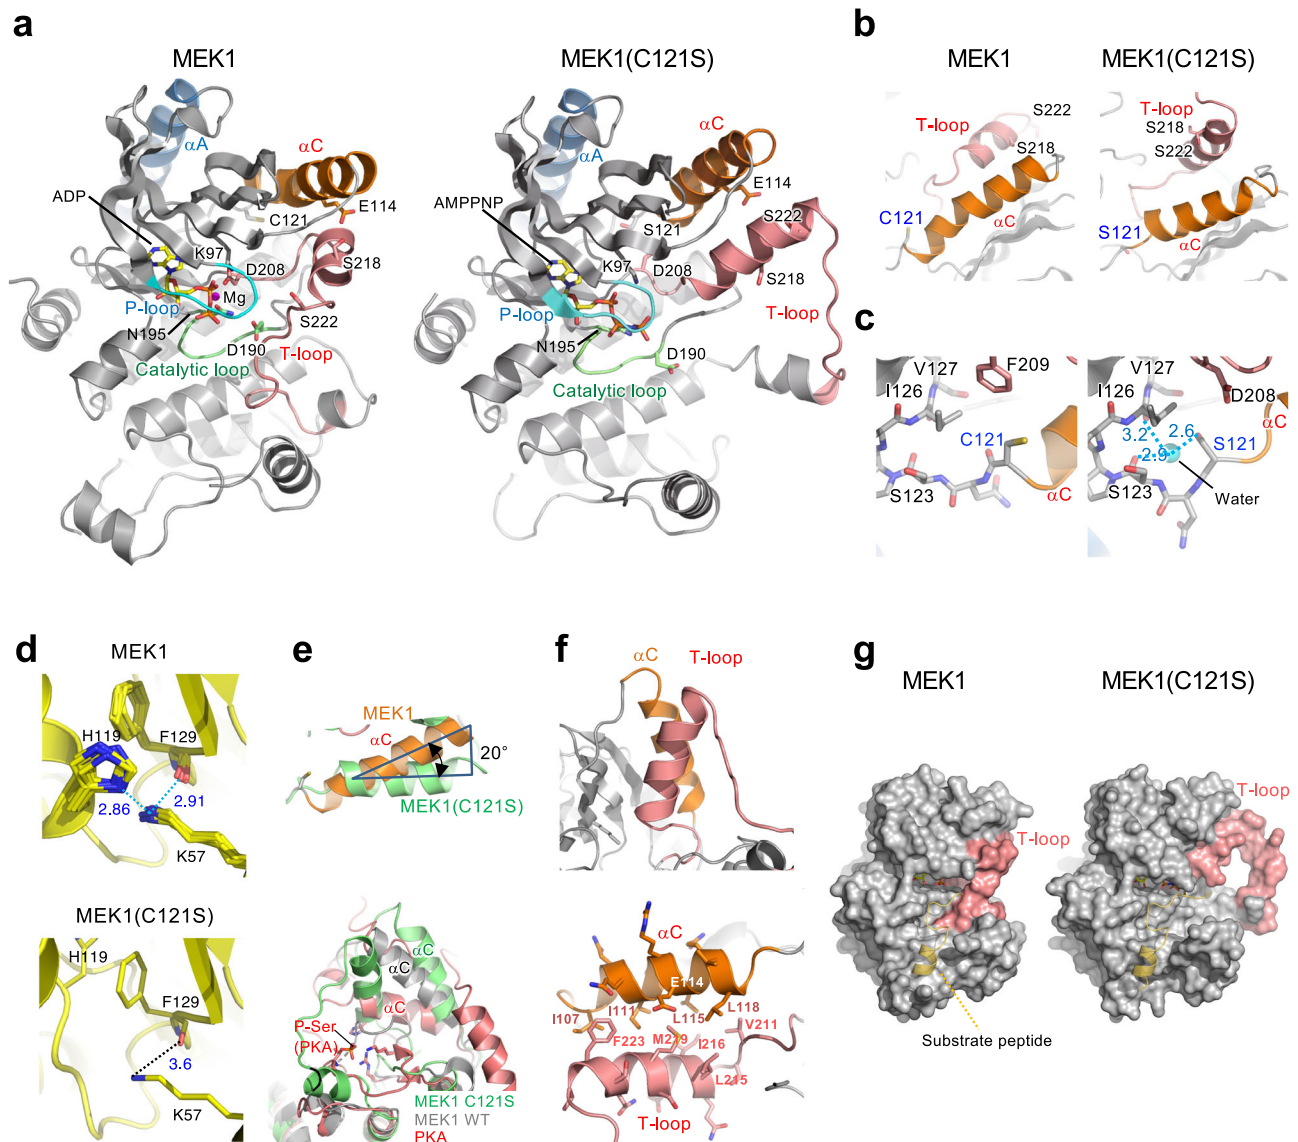 a
MEK1
MEK1(C121S)
αA
αC
ADP
C121
E114
K97
D208
S218
Mg
P-loop
N195
S222
D190
T-loop
Catalytic loop
αA
αC
E114
AMPPNP
S121
S222
K97
D208
S218
P-loop
T-loop
N195
D190
Catalytic loop
b
MEK1
MEK1(C121S)
S222
T-loop
S218
C121
αC
T-loop
S218
S222
S121
αC
c
V127
F209
I126
C121
S123
αC
V127
I126
D208
αC
3.2
2.6
S121
2.9
S123
Water
d
MEK1
H119
F129
2.86
2.91
K57
MEK1(C121S)
H119
F129
3.6
K57
e
MEK1
αC
20°
MEK1(C121S)
αC
αC
αC
P-Ser
(PKA)
MEK1 C121S
MEK1 WT
PKA
f
αC
T-loop
αC
E114
I107
I111
L115
L118
V211
F223
M219
I216
L215
T-loop
g
MEK1
MEK1(C121S)
T-loop
T-loop
Substrate peptide